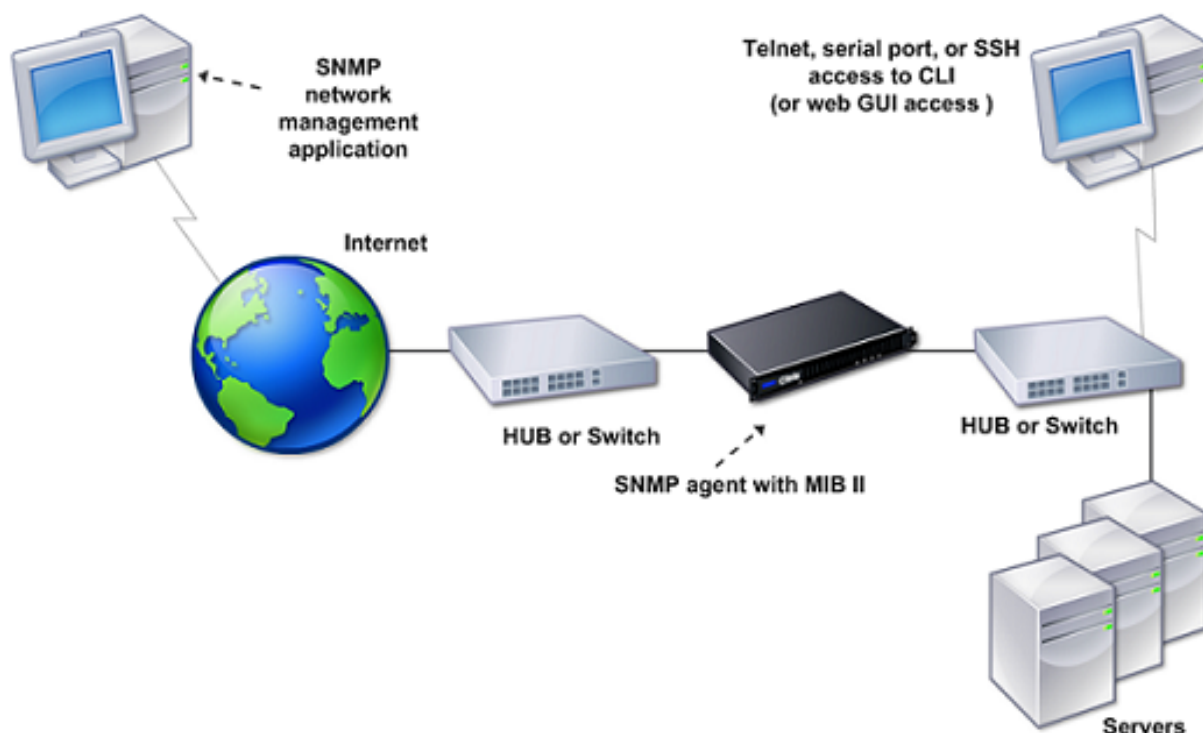 SNMP
network
management
application
Telnet, serial port, or SSH
access to CLI
(or web GUI access )
Internet
HUB or Switch
HUB or Switch
SNMP agent with MIB II
Servers